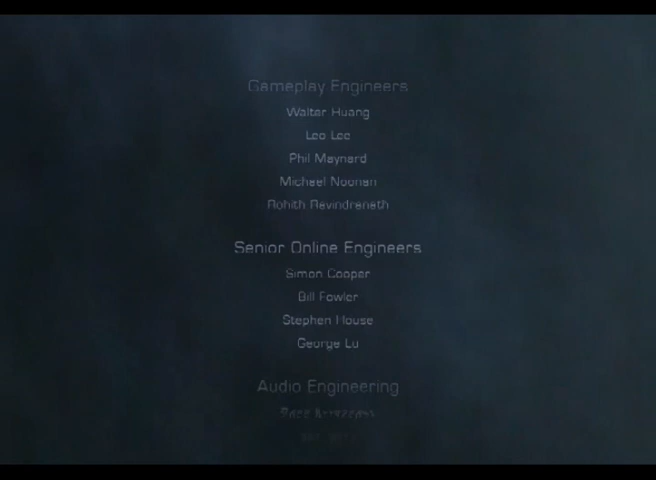 Gameplay Engineers
Walter Huang
Leo Lee
Phil Maynard
Michael Noonan
Rohith Ravindranath
Senior Online Engineers
Simon Cooper
Bill Fowler
Stephen House
George Lu
Audio Engineering